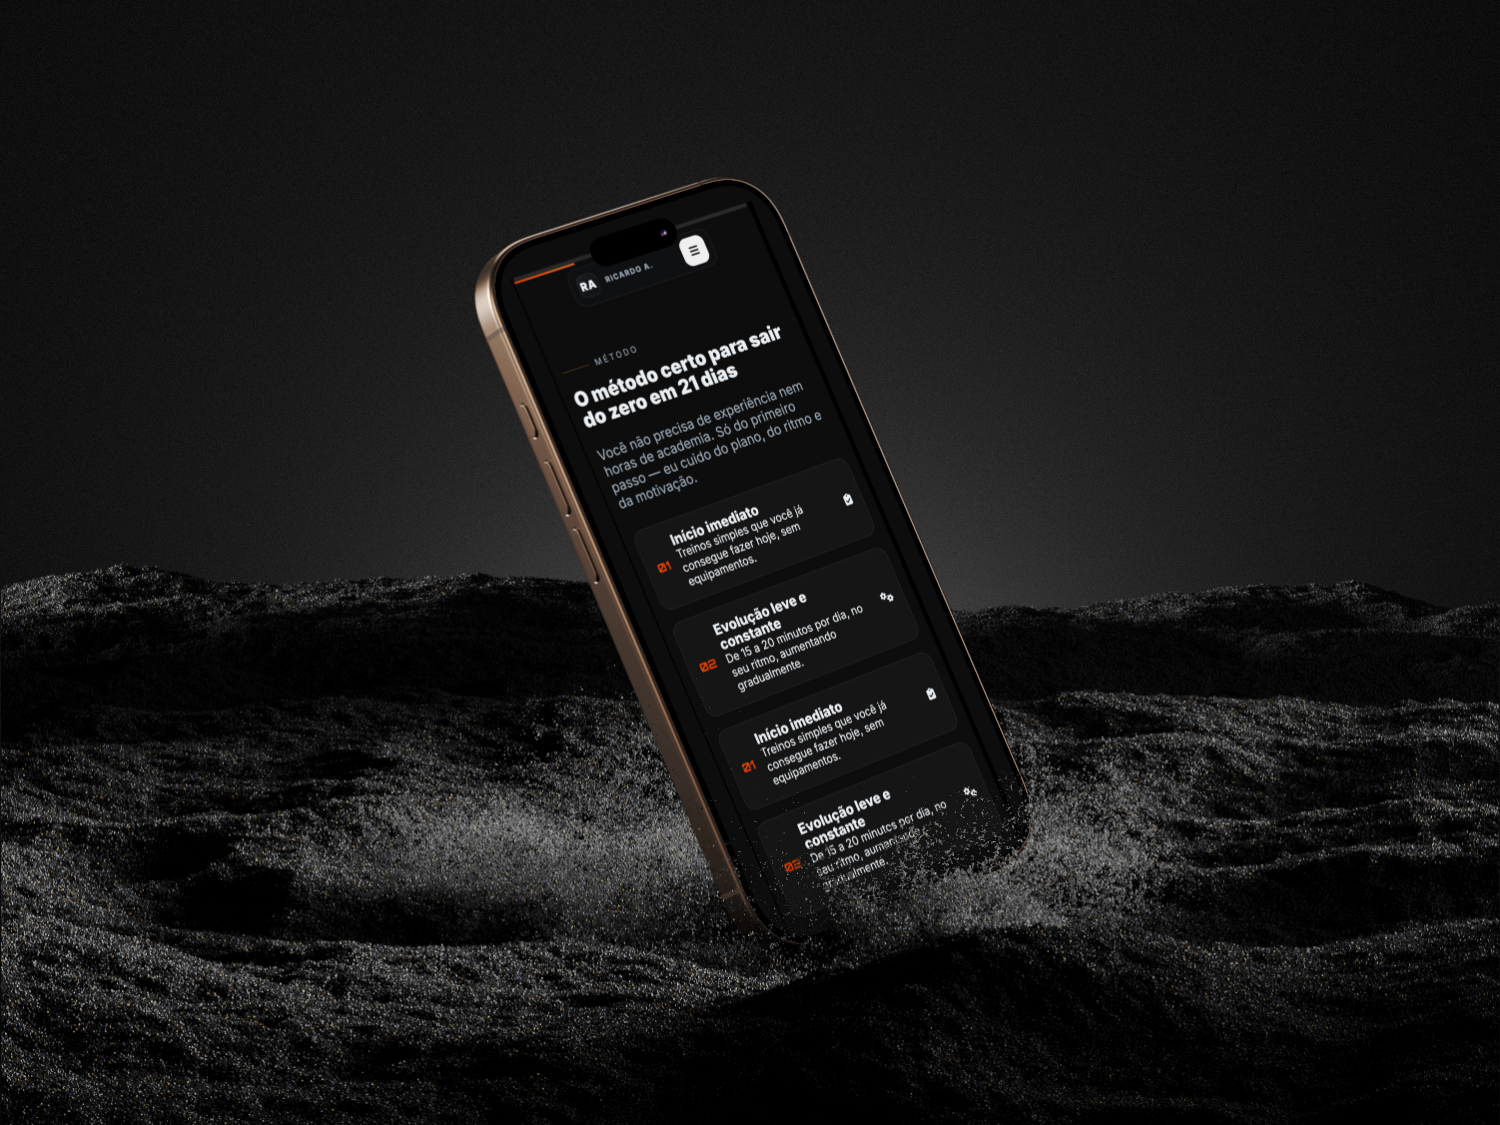 RA RICARDO A.
MÉTODO
O método certo para sair
do zero em 21 dias
Você não precisa de experiência nem
horas de academia. Só do primeiro
passo — eu cuido do plano, do ritmo e
da motivação.
Início imediato
01
Treinos simples que você já
consegue fazer hoje, sem
equipamentos.
Evolução leve e
constante
02
De 15 a 20 minutos por dia, no
seu ritmo, aumentando
gradualmente.
Início imediato
01
Treinos simples que você já
consegue fazer hoje, sem
equipamentos.
Evolução leve e
constante
De 15 a 20 minutos por dia, no
seu ritmo, aumentando
gradualmente.